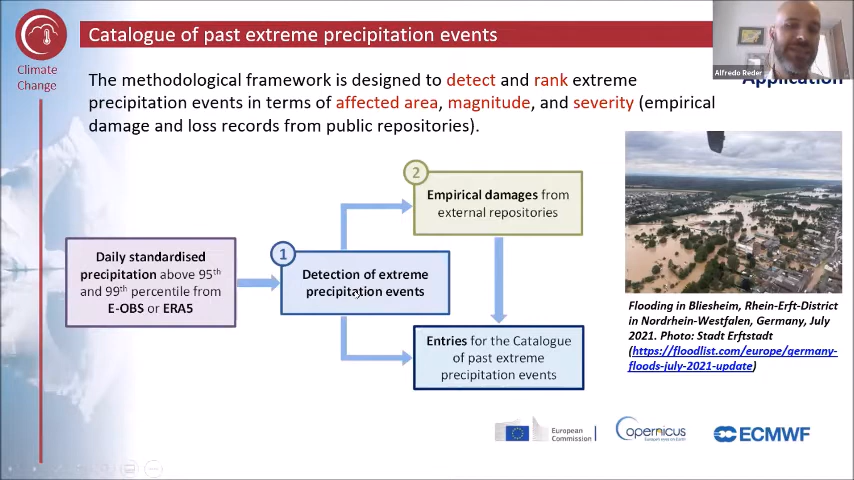 Catalogue of past extreme precipitation events
Climate
Change
Alfredo Reder
Application
The methodological framework is designed to detect and rank extreme
precipitation events in terms of affected area, magnitude, and severity (empirical
damage and loss records from public repositories).
2
Empirical damages from
external repositories
1
Daily standardised
precipitation above 95th
and 99th percentile from
E-OBS or ERA5
Detection of extreme
precipitation events
Entries for the Catalogue
of past extreme
precipitation events
Flooding in Bliesheim, Rhein-Erft-District
in Nordrhein-Westfalen, Germany, July
2021. Photo: Stadt Erftstadt
(https://floodlist.com/europe/germany-
floods-july-2021-update)
European
Commission
Copernicus
Europe's eyes on Earth
ECMWF